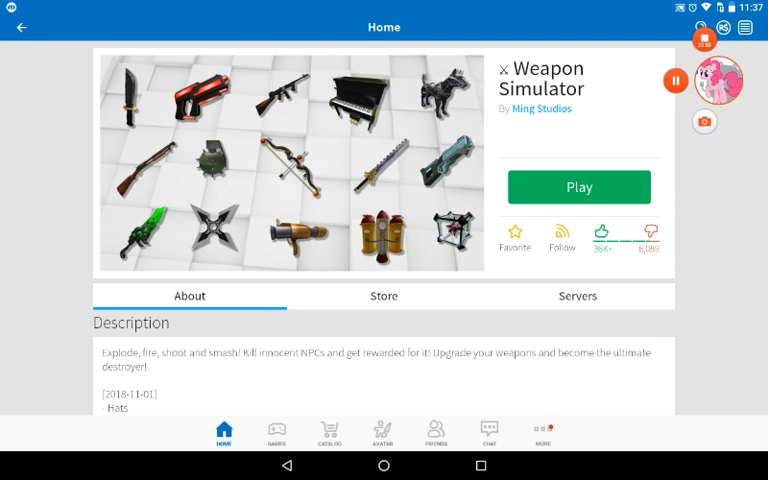 11:37
Home
R$
⚔ Weapon
Simulator
By Ming Studios
Play
Favorite
Follow
36K+
6,089
About
Store
Servers
Description
Explode, fire, shoot and smash! Kill innocent NPCs and get rewarded for it! Upgrade your weapons and become the ultimate
destroyer!
[2018-11-01]
- Hats
HOME
GAMES
CATALOG
AVATAR
FRIENDS
CHAT
MORE